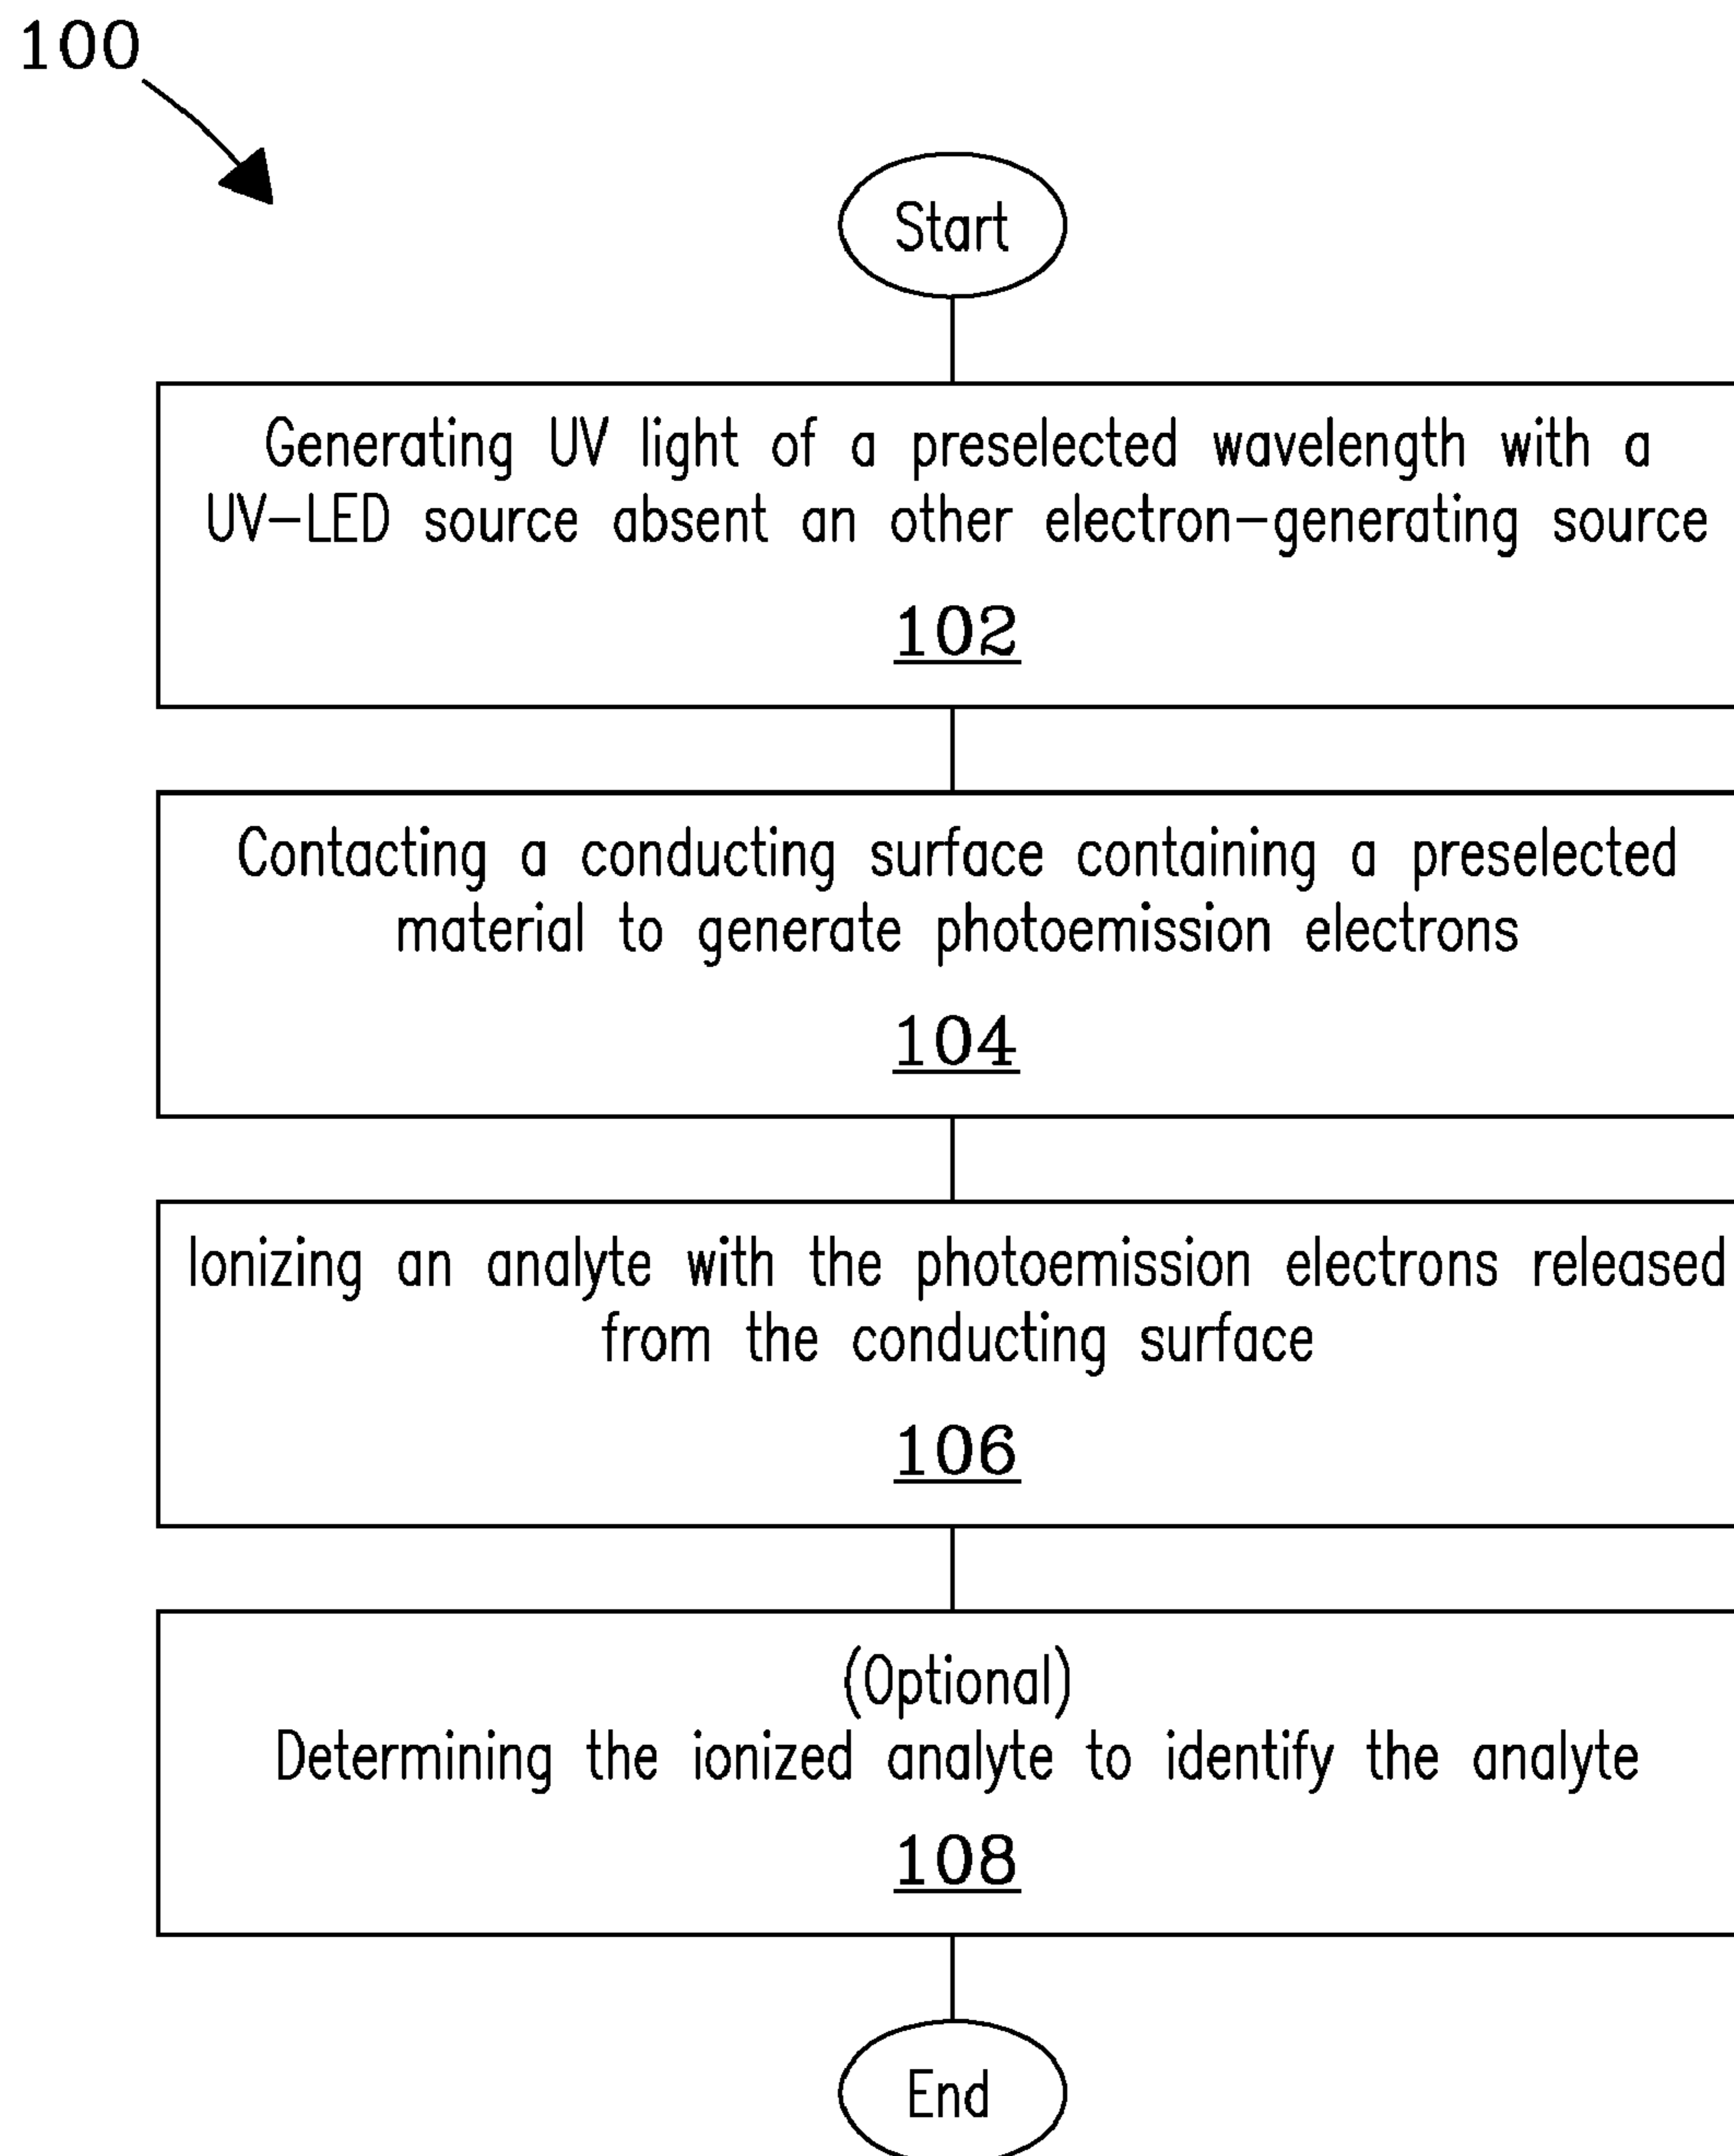 100
Start
Generating UV light of a preselected wavelength with a
UV-LED source absent an other electron-generating source
102
Contacting a conducting surface containing a preselected
material to generate photoemission electrons
104
Ionizing an analyte with the photoemission electrons released
from the conducting surface
106
(Optional)
Determining the ionized analyte to identify the analyte
108
End